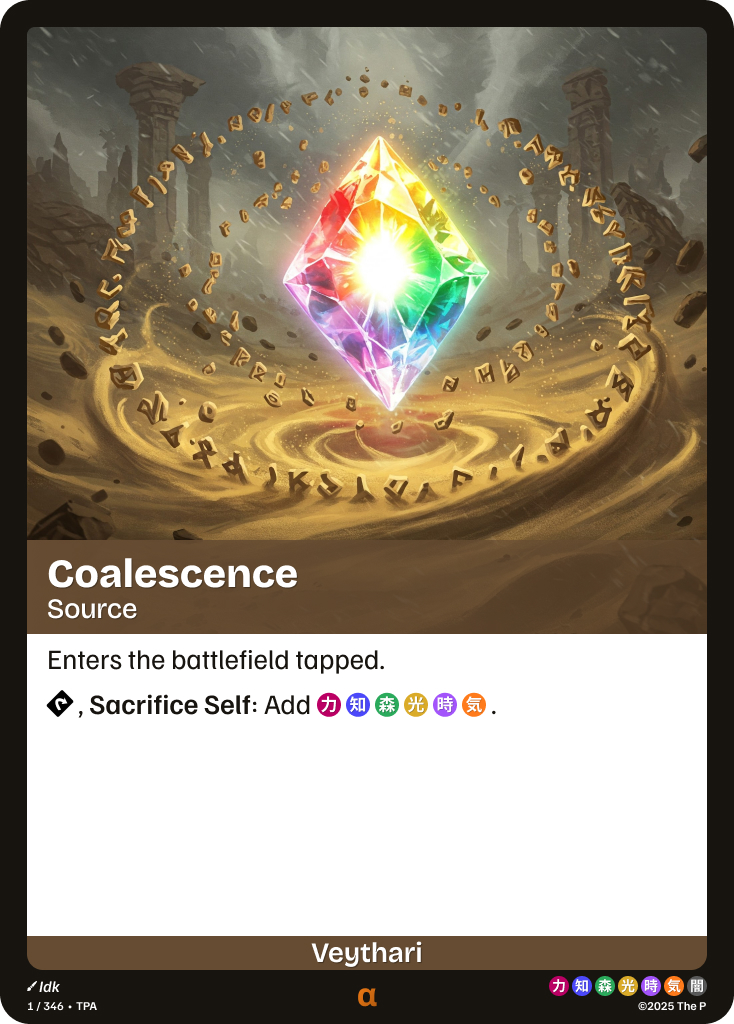 Coalescence
Source
Enters the battlefield tapped.
, Sacrifice Self: Add 力 知 森 光 時 気 .
Veythari
Idk
1 / 346 • TPA
α
力 知 森 光 時 気 闇
©2025 The P